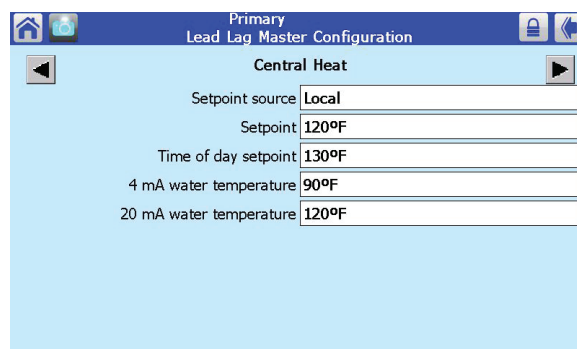 Primary
Lead Lag Master Configuration
Central Heat
Setpoint source Local
Setpoint 120ºF
Time of day setpoint 130ºF
4 mA water temperature 90ºF
20 mA water temperature 120ºF